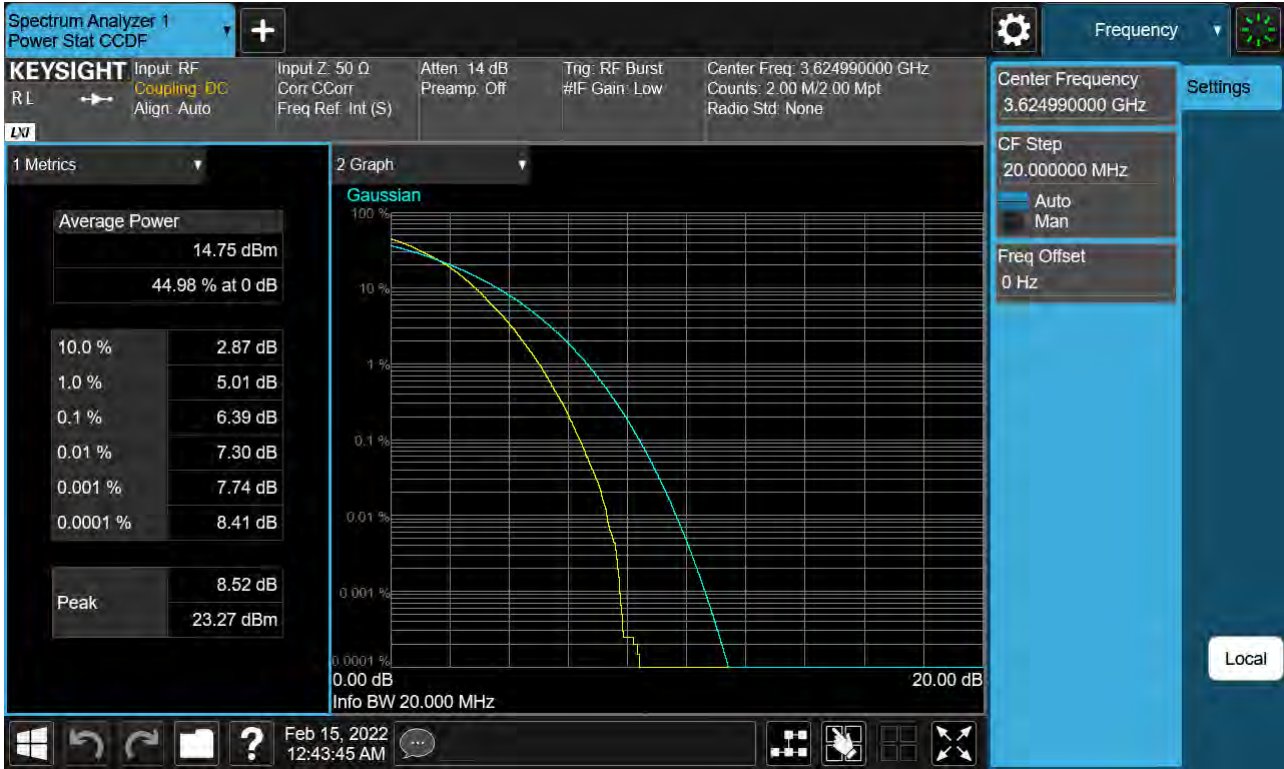 Spectrum Analyzer 1
Power Stat CCDF
+
Frequency
KEYSIGHT
R L
LXI
Input: RF
Coupling: DC
Align: Auto
Input Z: 50 Ω
Corr CCorr
Freq Ref: Int (S)
Atten: 14 dB
Preamp: Off
Trig: RF Burst
#IF Gain: Low
Center Freq: 3.624990000 GHz
Counts: 2.00 M/2.00 Mpt
Radio Std: None
Center Frequency
3.624990000 GHz
Settings
CF Step
20.000000 MHz
Auto
Man
Freq Offset
0 Hz
Local
1 Metrics
Average Power
14.75 dBm
44.98 % at 0 dB
10.0 % 2.87 dB
1.0 % 5.01 dB
0.1 % 6.39 dB
0.01 % 7.30 dB
0.001 % 7.74 dB
0.0001 % 8.41 dB
Peak
8.52 dB
23.27 dBm
2 Graph
Gaussian
100 %
10 %
1 %
0.1 %
0.01 %
0.001 %
0.0001 %
0.00 dB 20.00 dB
Info BW 20.000 MHz
?
Feb 15, 2022
12:43:45 AM